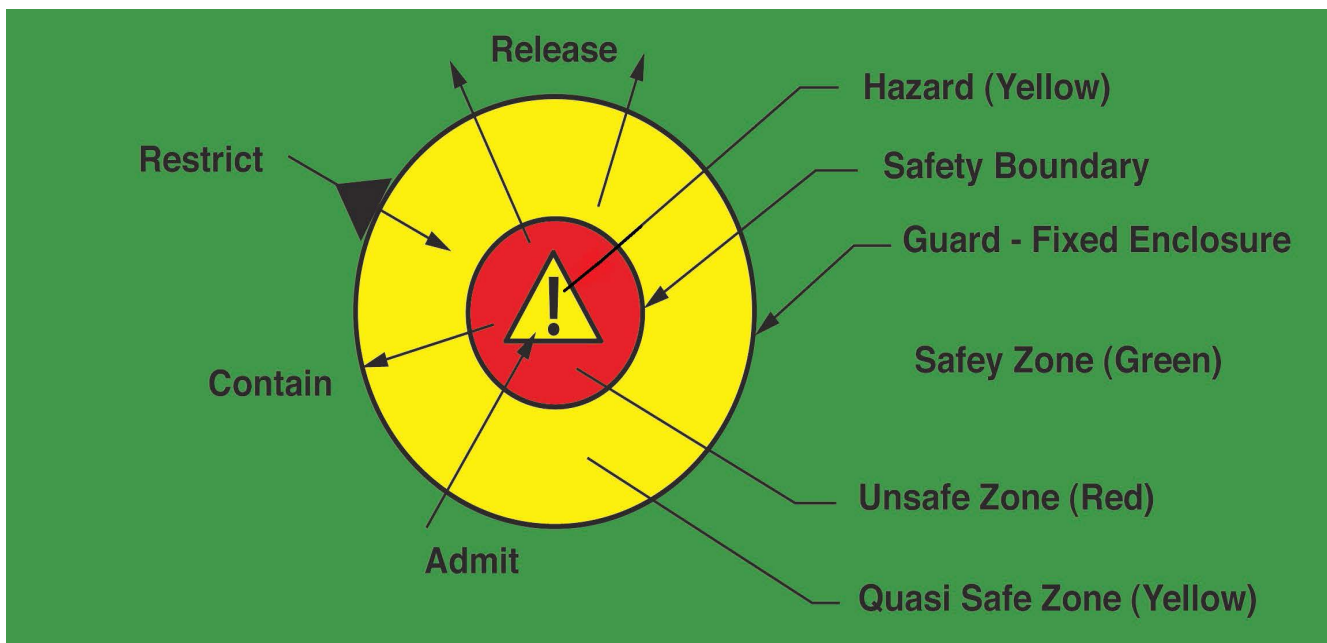 Release
Hazard (Yellow)
Restrict
Safety Boundary
Guard - Fixed Enclosure
!
Safey Zone (Green)
Contain
Unsafe Zone (Red)
Admit
Quasi Safe Zone (Yellow)